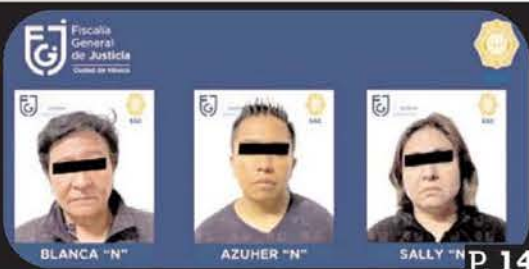 Fiscalía
General
de Justicia
Ciudad de México
BLANCA "N"
AZUHER "N"
SALLY "N
P 14